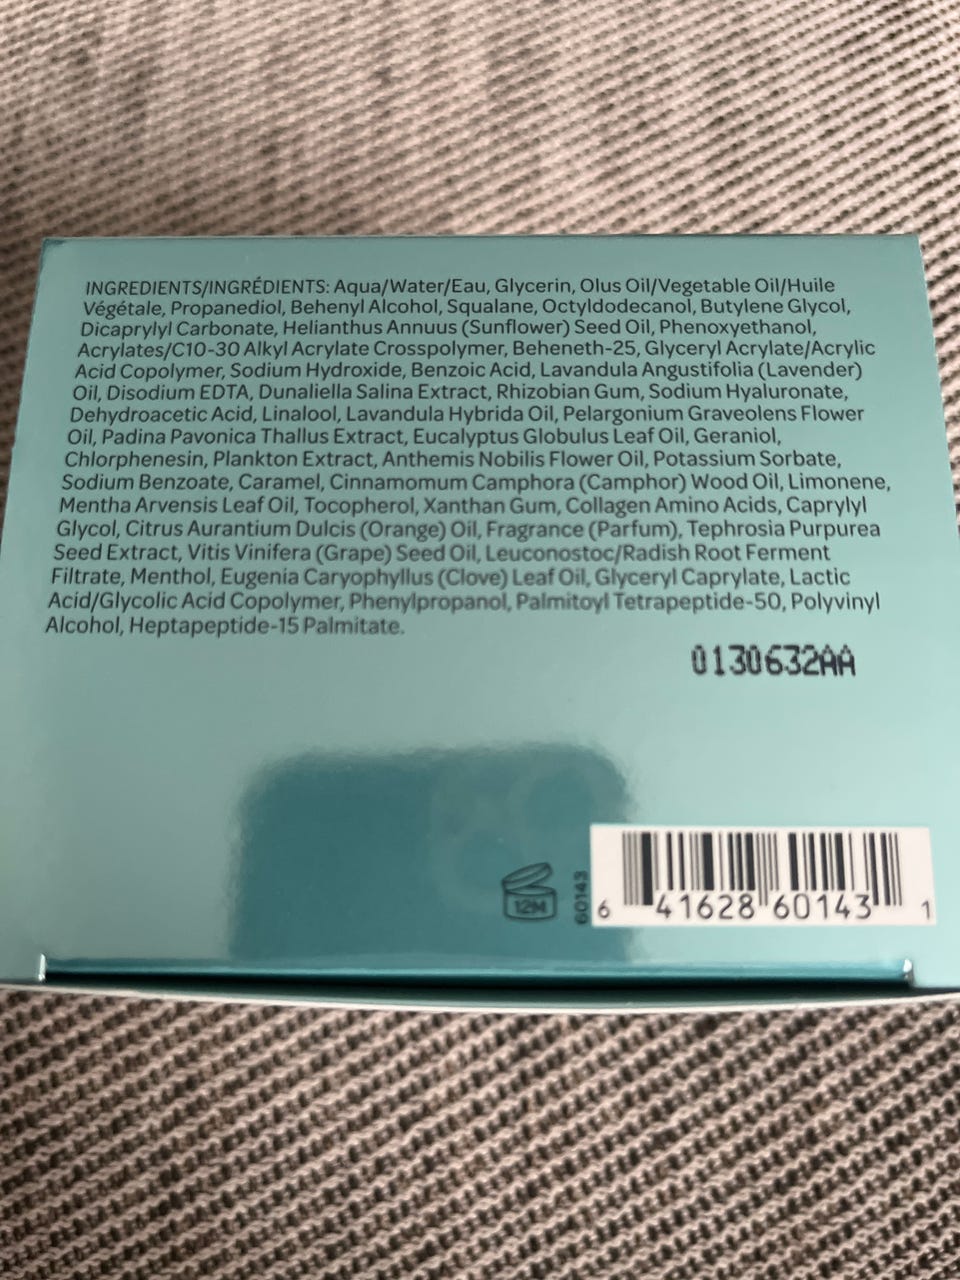 INGREDIENTS/INGRÉDIENTS: Aqua/Water/Eau, Glycerin, Olus Oil/Vegetable Oil/Huile
Végétale, Propanediol, Behenyl Alcohol, Squalane, Octyldodecanol, Butylene Glycol,
Dicaprylyl Carbonate, Helianthus Annuus (Sunflower) Seed Oil, Phenoxyethanol,
Acrylates/C10-30 Alkyl Acrylate Crosspolymer, Beheneth-25, Glyceryl Acrylate/Acrylic
Acid Copolymer, Sodium Hydroxide, Benzoic Acid, Lavandula Angustifolia (Lavender)
Oil, Disodium EDTA, Dunaliella Salina Extract, Rhizobian Gum, Sodium Hyaluronate,
Dehydroacetic Acid, Linalool, Lavandula Hybrida Oil, Pelargonium Graveolens Flower
Oil, Padina Pavonica Thallus Extract, Eucalyptus Globulus Leaf Oil, Geraniol,
Chlorphenesin, Plankton Extract, Anthemis Nobilis Flower Oil, Potassium Sorbate,
Sodium Benzoate, Caramel, Cinnamomum Camphora (Camphor) Wood Oil, Limonene,
Mentha Arvensis Leaf Oil, Tocopherol, Xanthan Gum, Collagen Amino Acids, Caprylyl
Glycol, Citrus Aurantium Dulcis (Orange) Oil, Fragrance (Parfum), Tephrosia Purpurea
Seed Extract, Vitis Vinifera (Grape) Seed Oil, Leuconostoc/Radish Root Ferment
Filtrate, Menthol, Eugenia Caryophyllus (Clove) Leaf Oil, Glyceryl Caprylate, Lactic
Acid/Glycolic Acid Copolymer, Phenylpropanol, Palmitoyl Tetrapeptide-50, Polyvinyl
Alcohol, Heptapeptide-15 Palmitate.
0130632AA
12M
60143
6 41628 60143 1